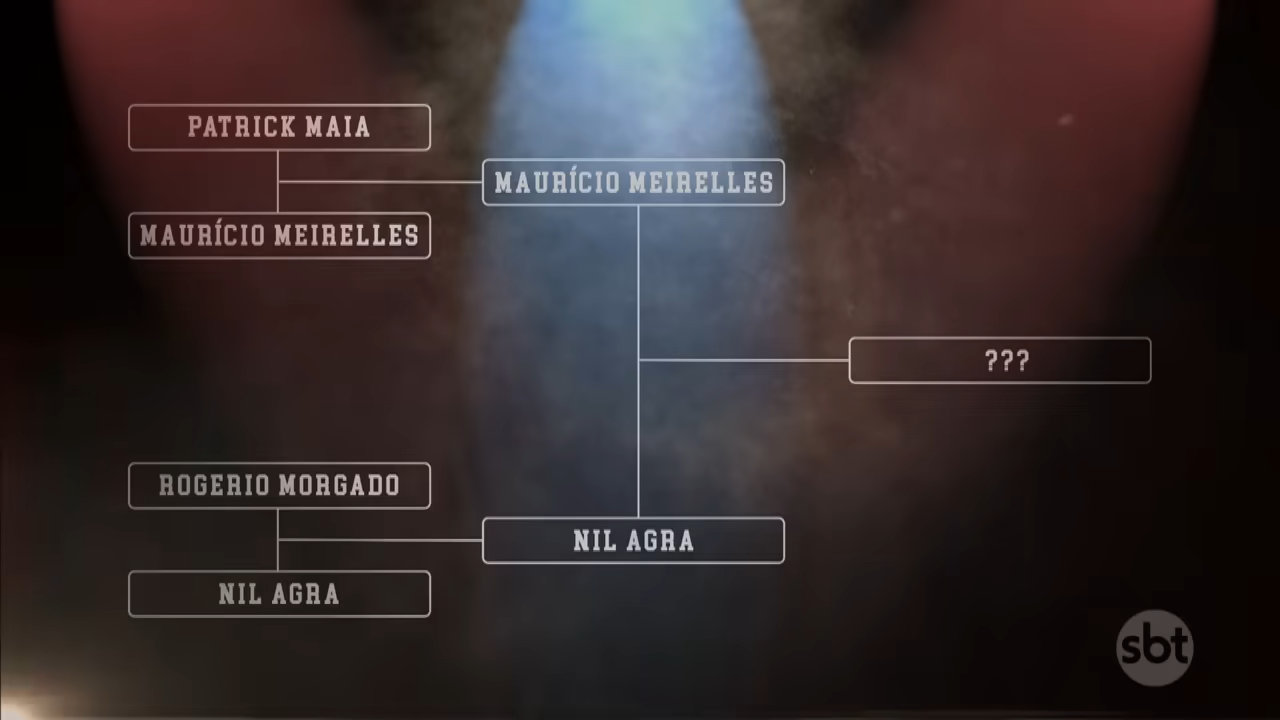 PATRICK MAIA
MAURÍCIO MEIRELLES
MAURÍCIO MEIRELLES
???
ROGERIO MORGADO
NIL AGRA
NIL AGRA
sbt